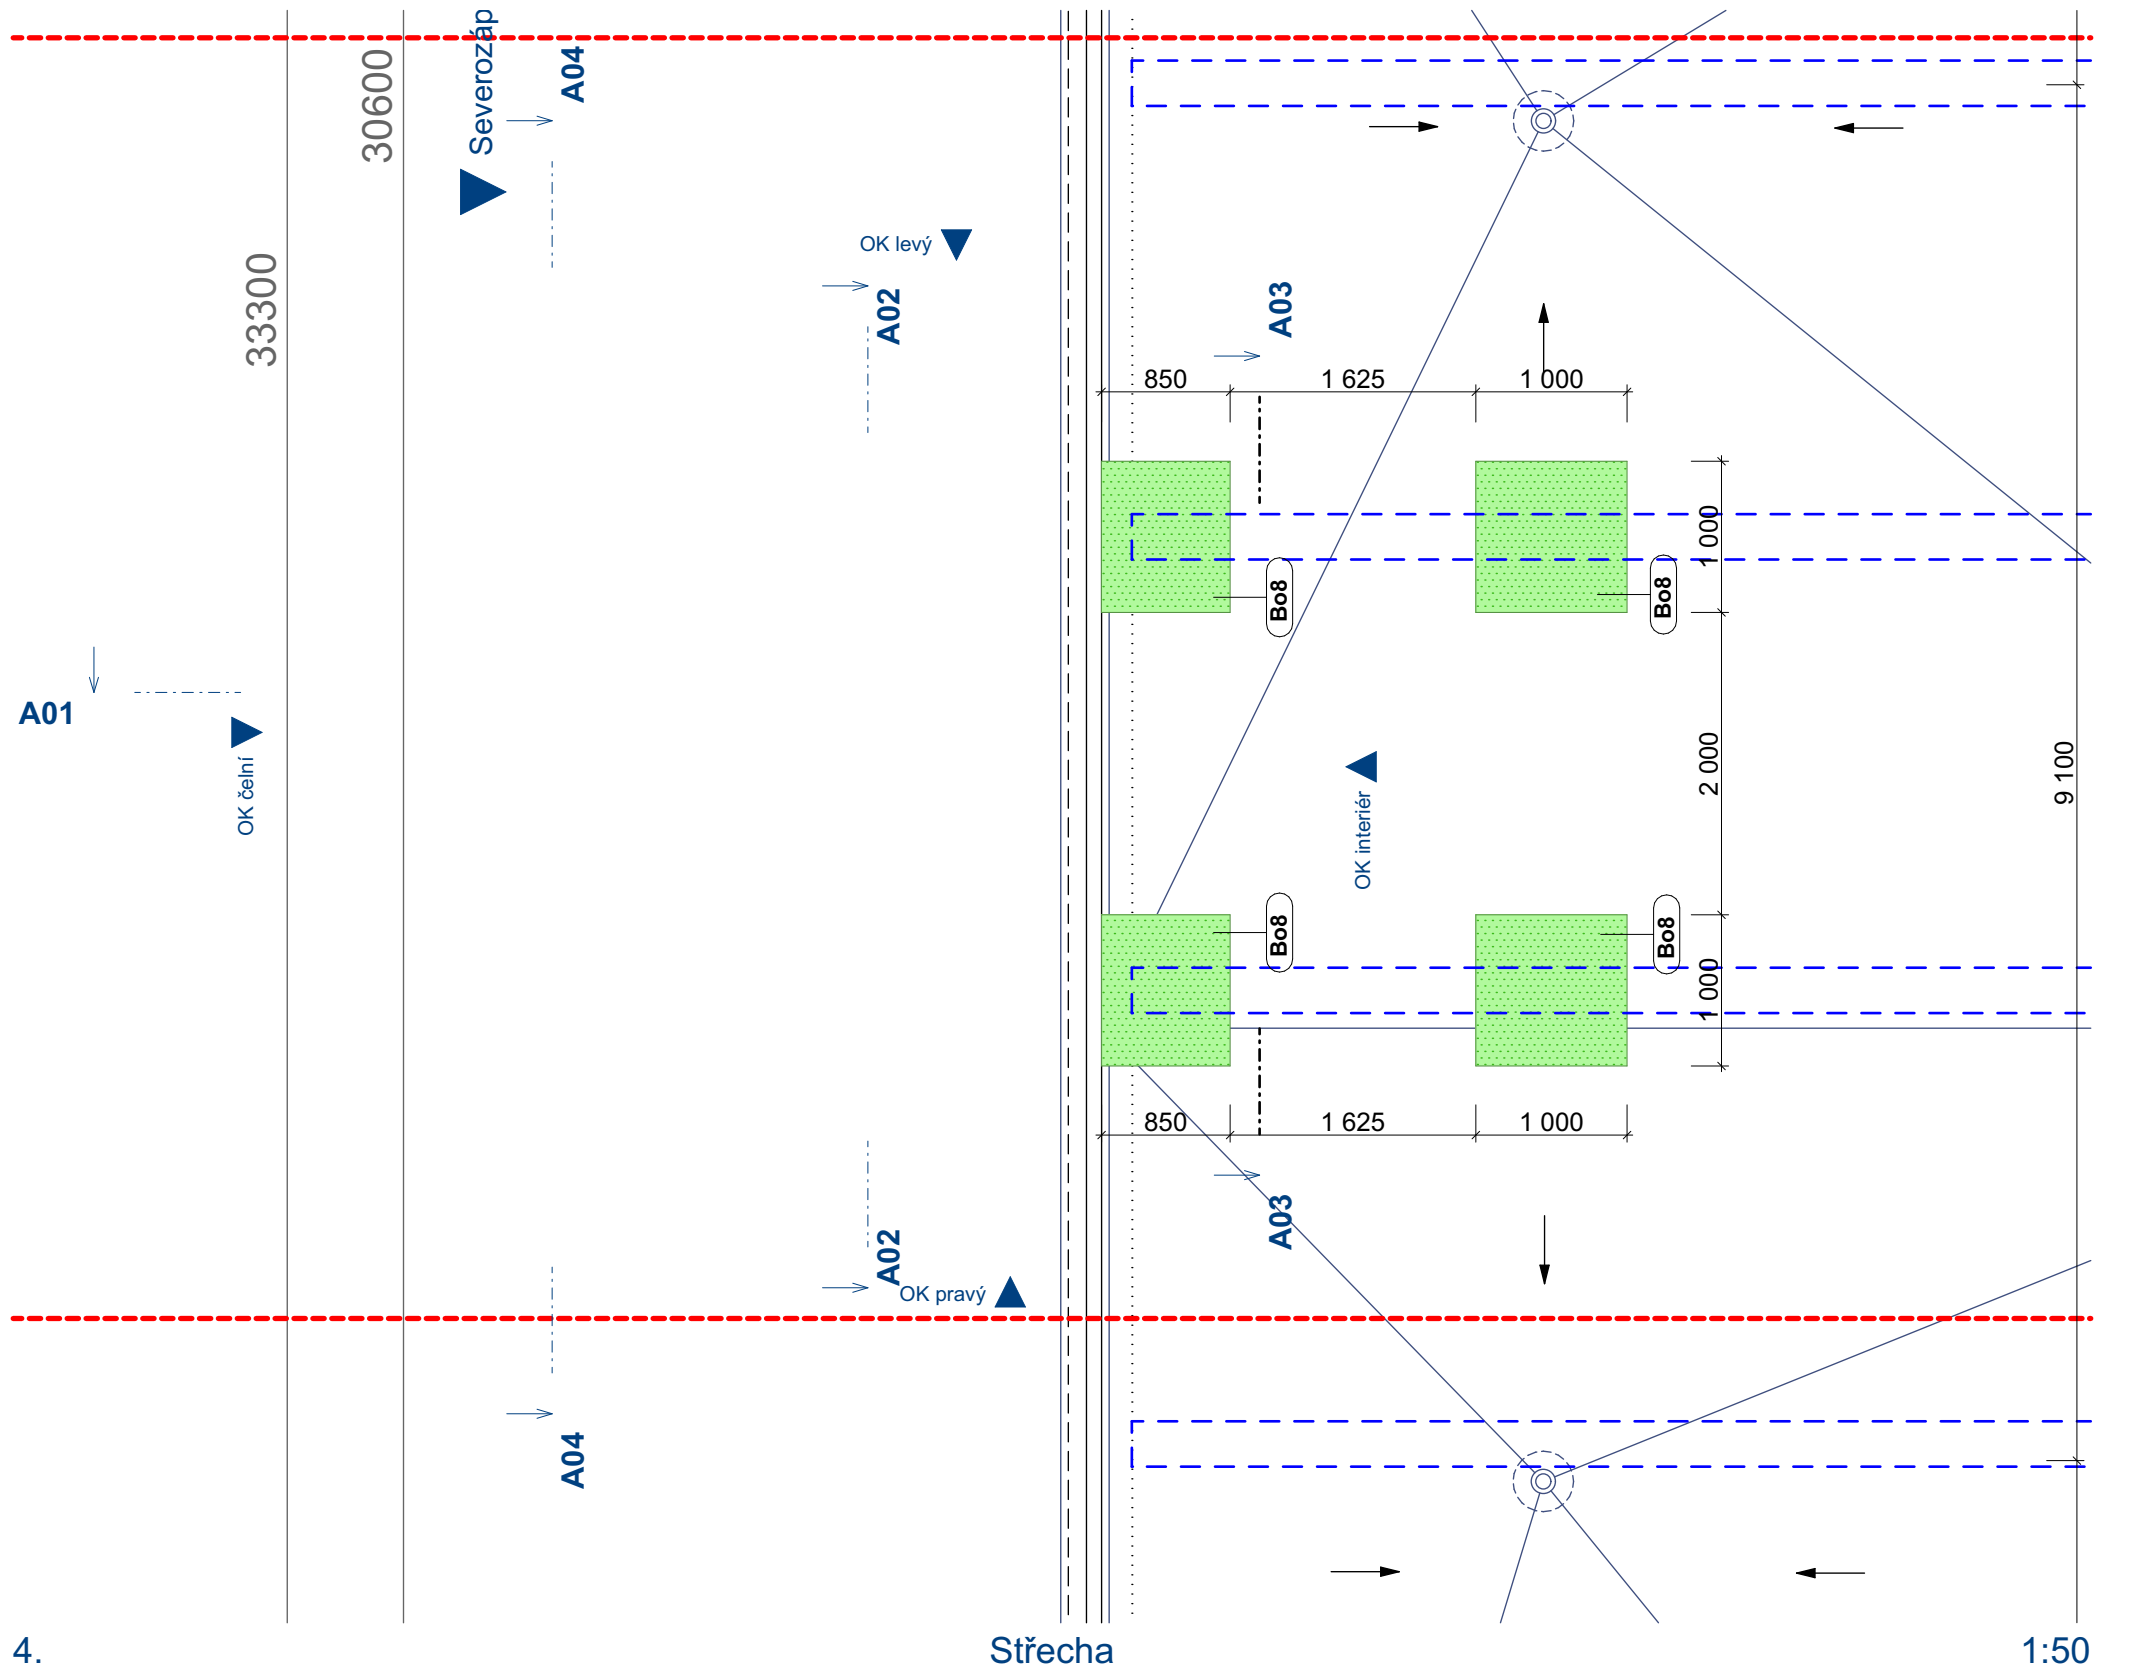 Severozáp
A04
30600
33300
OK levý
A02
A03
850
1 625
1 000
1 000
Bo8
Bo8
A01
OK čelní
2 000
9 100
OK interiér
Bo8
Bo8
1 000
850
1 625
1 000
A03
A02
OK pravý
A04
4.
Střecha
1:50